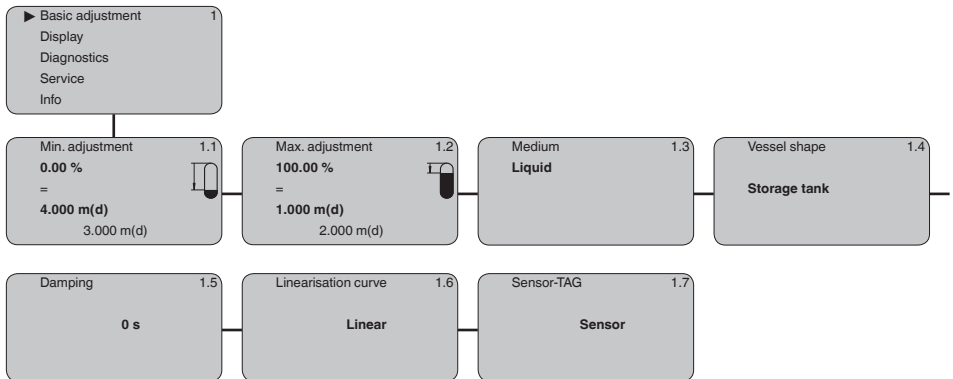 ▶ Basic adjustment 1
Display
Diagnostics
Service
Info
Min. adjustment 1.1
0.00 %
=
4.000 m(d)
3.000 m(d)
Max. adjustment 1.2
100.00 %
=
1.000 m(d)
2.000 m(d)
Medium 1.3
Liquid
Vessel shape 1.4
Storage tank
Damping 1.5
0 s
Linearisation curve 1.6
Linear
Sensor-TAG 1.7
Sensor